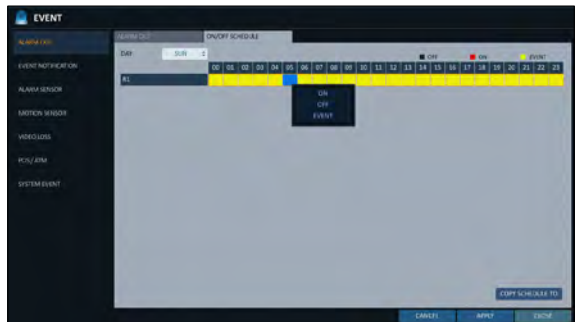 EVENT
ALARM OUT
ALARM OUT ON/OFF SCHEDULE
DAY SUN
OFF ON EVENT
EVENT NOTIFICATION
00 01 02 03 04 05 06 07 08 09 10 11 12 13 14 15 16 17 18 19 20 21 22 23
R1
ALARM SENSOR
ON
OFF
MOTION SENSOR
EVENT
VIDEO LOSS
POS/ATM
SYSTEM EVENT
COPY SCHEDULE TO
CANCEL APPLY CLOSE